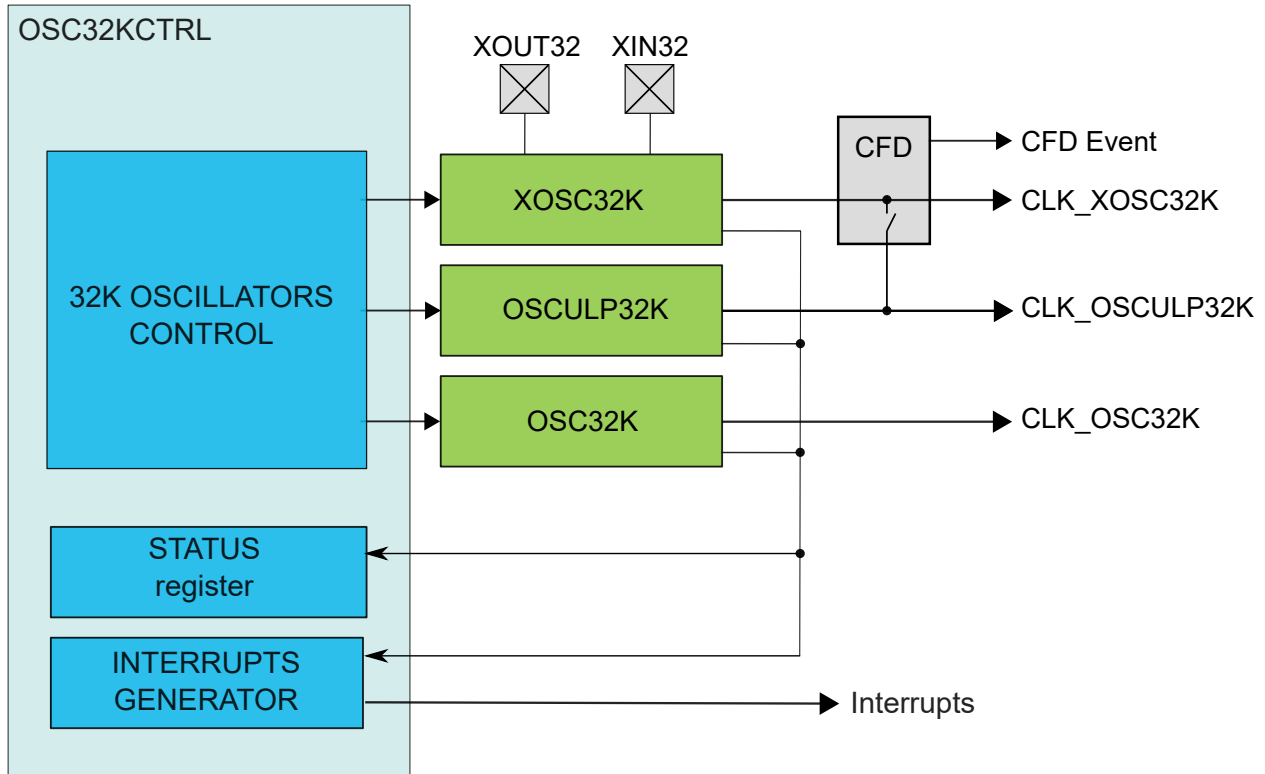 OSC32KCTRL
XOUT32
XIN32
CFD
CFD Event
XOSC32K
CLK_XOSC32K
32K OSCILLATORS
CONTROL
OSCULP32K
CLK_OSCULP32K
OSC32K
CLK_OSC32K
STATUS
register
INTERRUPTS
GENERATOR
Interrupts